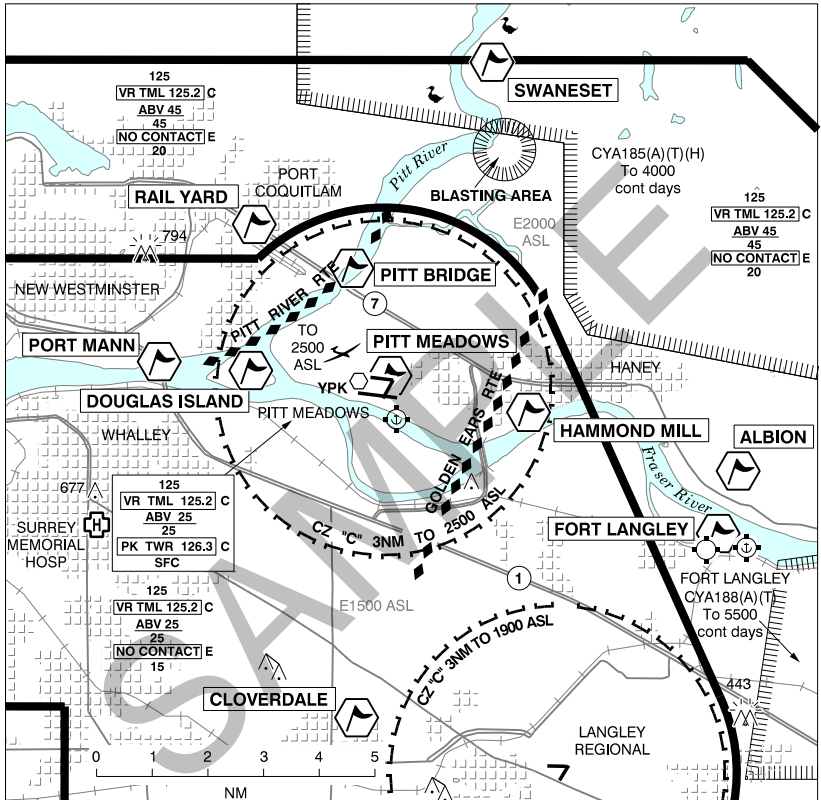 SWANESET
125
VR TML 125.2 C
ABV 45
45
NO CONTACT E
20
Pitt River
CYA185(A)(T)(H)
To 4000
cont days
PORT
COQUITLAM
RAIL YARD
BLASTING AREA
E2000
ASL
125
VR TML 125.2 C
ABV 45
45
NO CONTACT E
20
794
PITT BRIDGE
NEW WESTMINSTER
PITT RIVER RTE
7
TO
2500
ASL
PITT MEADOWS
PORT MANN
HANEY
YPK
DOUGLAS ISLAND
PITT MEADOWS
GOLDEN EARS RTE
HAMMOND MILL
WHALLEY
ALBION
Fraser River
677
125
VR TML 125.2 C
ABV 25
25
PK TWR 126.3 C
SFC
H
SURREY
MEMORIAL
HOSP
CZ "C" 3NM TO 2500 ASL
FORT LANGLEY
1
FORT LANGLEY
CYA188(A)(T)
To 5500
cont days
125
VR TML 125.2 C
ABV 25
25
NO CONTACT E
15
E1500 ASL
CZ "C" 3NM TO 1900 ASL
CLOVERDALE
443
LANGLEY
REGIONAL
0 1 2 3 4 5
NM
SAMPLE